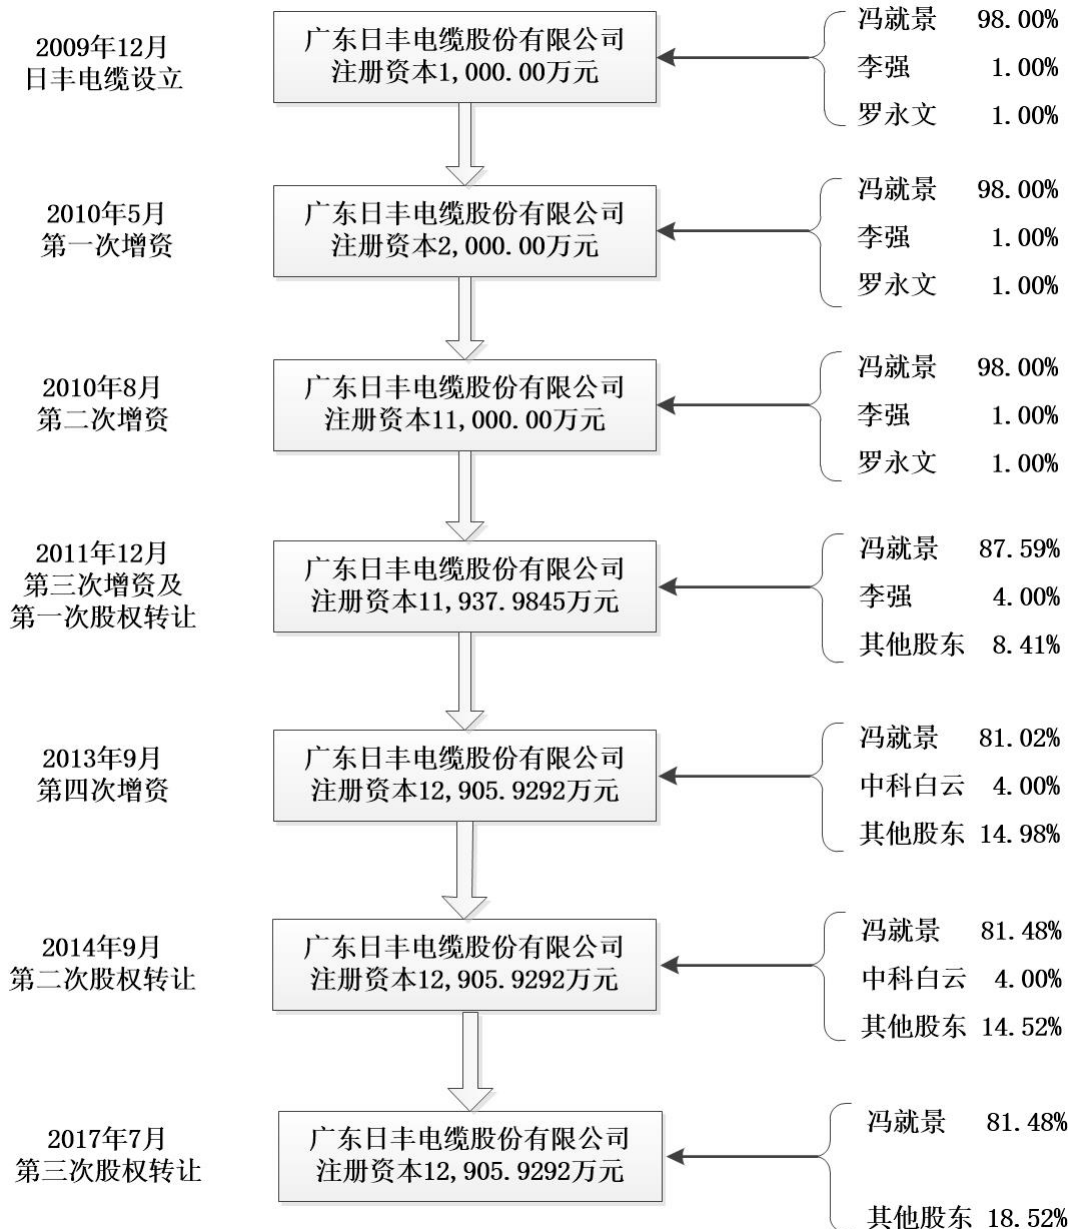 2009年12月
日丰电缆设立
广东日丰电缆股份有限公司
注册资本1,000.00万元
冯就景 98.00%
李强 1.00%
罗永文 1.00%
2010年5月
第一次增资
广东日丰电缆股份有限公司
注册资本2,000.00万元
冯就景 98.00%
李强 1.00%
罗永文 1.00%
2010年8月
第二次增资
广东日丰电缆股份有限公司
注册资本11,000.00万元
冯就景 98.00%
李强 1.00%
罗永文 1.00%
2011年12月
第三次增资及
第一次股权转让
广东日丰电缆股份有限公司
注册资本11,937.9845万元
冯就景 87.59%
李强 4.00%
其他股东 8.41%
2013年9月
第四次增资
广东日丰电缆股份有限公司
注册资本12,905.9292万元
冯就景 81.02%
中科白云 4.00%
其他股东 14.98%
2014年9月
第二次股权转让
广东日丰电缆股份有限公司
注册资本12,905.9292万元
冯就景 81.48%
中科白云 4.00%
其他股东 14.52%
2017年7月
第三次股权转让
广东日丰电缆股份有限公司
注册资本12,905.9292万元
冯就景 81.48%
其他股东 18.52%